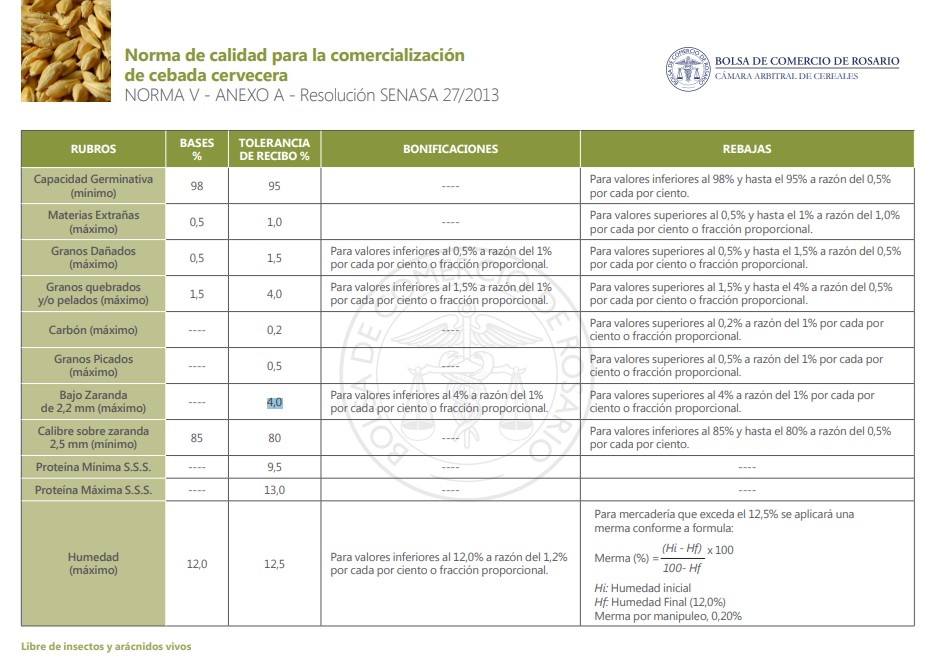 Norma de calidad para la comercialización
de cebada cervecera
NORMA V - ANEXO A - Resolución SENASA 27/2013
BOLSA DE COMERCIO DE ROSARIO
CÁMARA ARBITRAL DE CEREALES
RUBROS
BASES
%
TOLERANCIA
DE RECIBO %
BONIFICACIONES
REBAJAS
Capacidad Germinativa
(mínimo)
98
95
----
Para valores inferiores al 98% y hasta el 95% a razón del 0,5%
por cada por ciento.
Materias Extrañas
(máximo)
0,5
1,0
----
Para valores superiores al 0,5% y hasta el 1% a razón del 1,0%
por cada por ciento o fracción proporcional.
Granos Dañados
(máximo)
0,5
1,5
Para valores inferiores al 0,5% a razón del 1%
por cada por ciento o fracción proporcional.
Para valores superiores al 0,5% y hasta el 1,5% a razón del 0,5%
por cada por ciento o fracción proporcional.
Granos quebrados
y/o pelados (máximo)
1,5
4,0
Para valores inferiores al 1,5% a razón del 1%
por cada por ciento o fracción proporcional.
Para valores superiores al 1,5% y hasta el 4% a razón del 0,5%
por cada por ciento o fracción proporcional.
Carbón (máximo)
----
0,2
----
Para valores superiores al 0,2% a razón del 1% por cada por
ciento o fracción proporcional.
Granos Picados
(máximo)
----
0,5
----
Para valores superiores al 0,5% a razón del 1% por cada por
ciento o fracción proporcional.
Bajo Zaranda
de 2,2 mm (máximo)
----
4,0
Para valores inferiores al 4% a razón del 1%
por cada por ciento o fracción proporcional.
Para valores superiores al 4% a razón del 1% por cada por
ciento o fracción proporcional.
Calibre sobre zaranda
2,5 mm (mínimo)
85
80
----
Para valores inferiores al 85% y hasta el 80% a razón del 0,5%
por cada por ciento.
Proteína Mínima S.S.S.
----
9,5
----
----
Proteína Máxima S.S.S.
----
13,0
----
----
Humedad
(máximo)
12,0
12,5
Para valores inferiores al 12,0% a razón del 1,2%
por cada por ciento o fracción proporcional.
Para mercadería que exceda el 12,5% se aplicará una
merma conforme a formula:
Merma (%) = (Hi - Hf) x 100
100- Hf
Hi: Humedad inicial
Hf: Humedad Final (12,0%)
Merma por manipuleo, 0,20%
BOLSA DE COMERCIO DE ROSARIO
Libre de insectos y arácnidos vivos